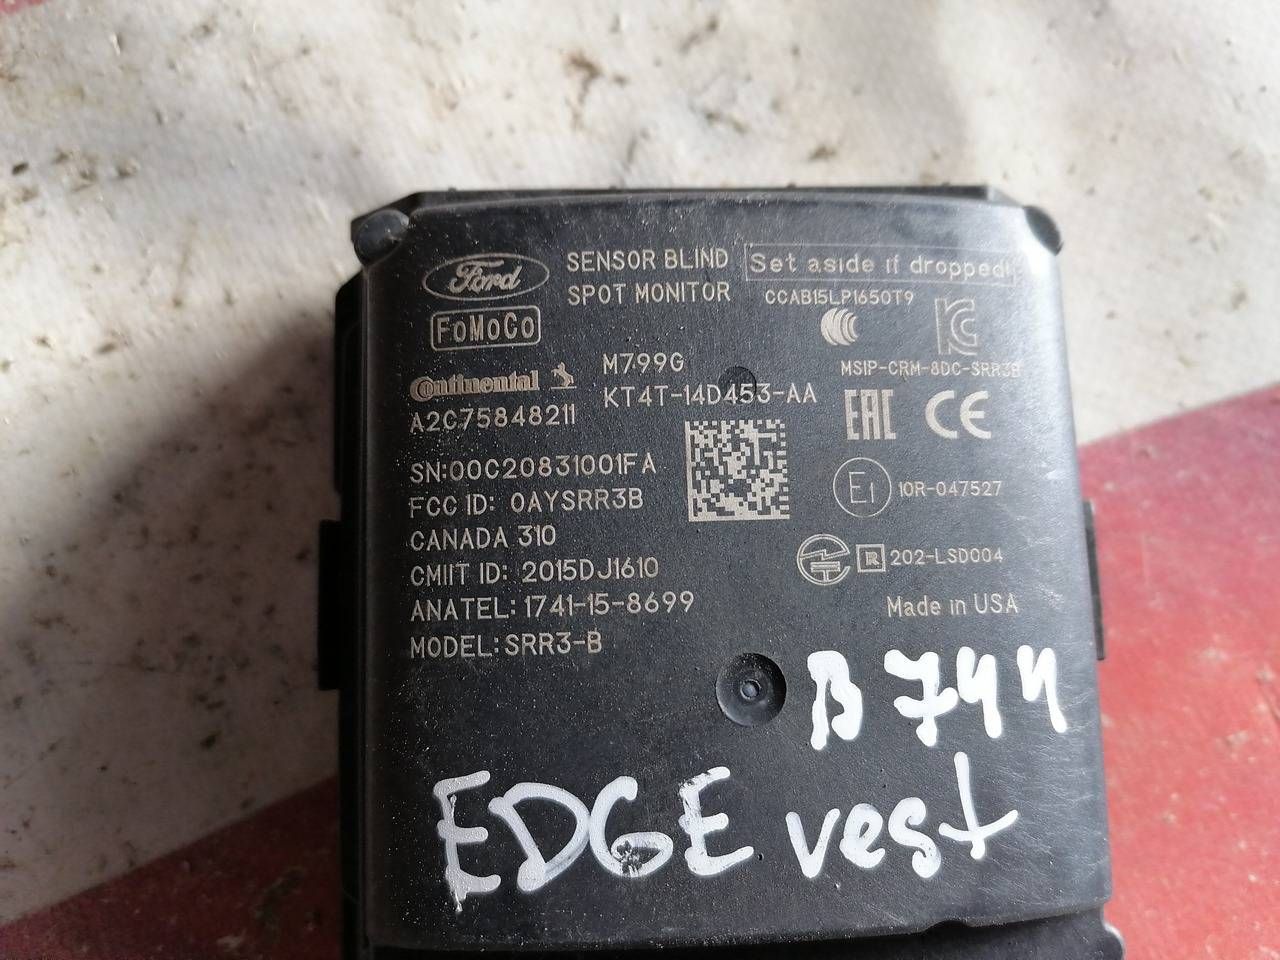 Ford
SENSOR BLIND
SPOT MONITOR
Set aside if dropped!
FoMoCo
CCAB15LP1650T9
Continental
M799G
KT4T-14D453-AA
MSIP-CRM-8DC-SRR3B
A2C75848211
EAC CE
SN:00C20831001FA
FCC ID: OAYSRR3B
E1 10R-047527
CANADA 310
CMIIT ID: 2015DJ1610
R 202-LSD004
ANATEL: 1741-15-8699
Made in USA
MODEL: SRR3-B
B 744
EDGE vest